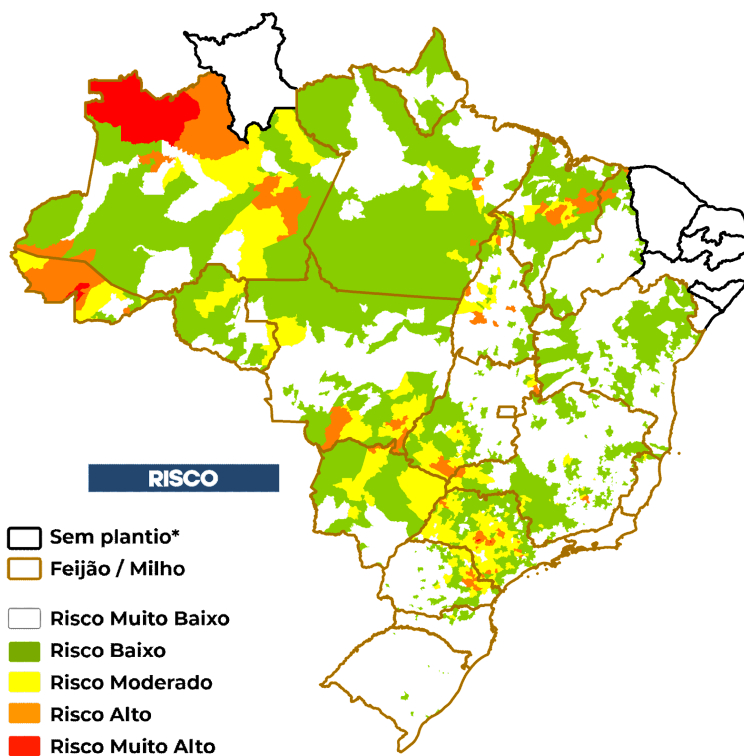 RISCO
Sem plantio*
Feijão / Milho
Risco Muito Baixo
Risco Baixo
Risco Moderado
Risco Alto
Risco Muito Alto